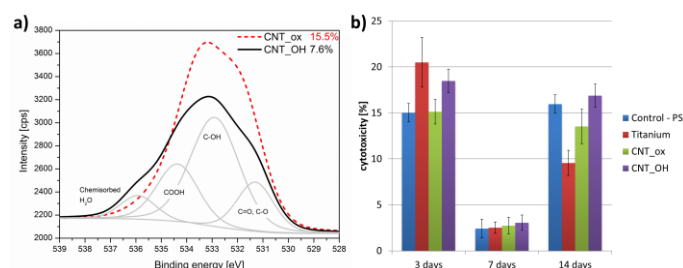 a)
CNT_ox 15.5%
CNT_OH 7.6%
3800
3600
3400
3200
3000
2800
2600
2400
2200
2000
Intensity [cps]
C-OH
COOH
Chemisorbed
H₂O
C=O, C-O
539 538 537 536 535 534 533 532 531 530 529 528
Binding energy [eV]
b)
25
20
15
10
5
0
cytotoxicity [%]
3 days 7 days 14 days
Control - PS
Titanium
CNT_ox
CNT_OH